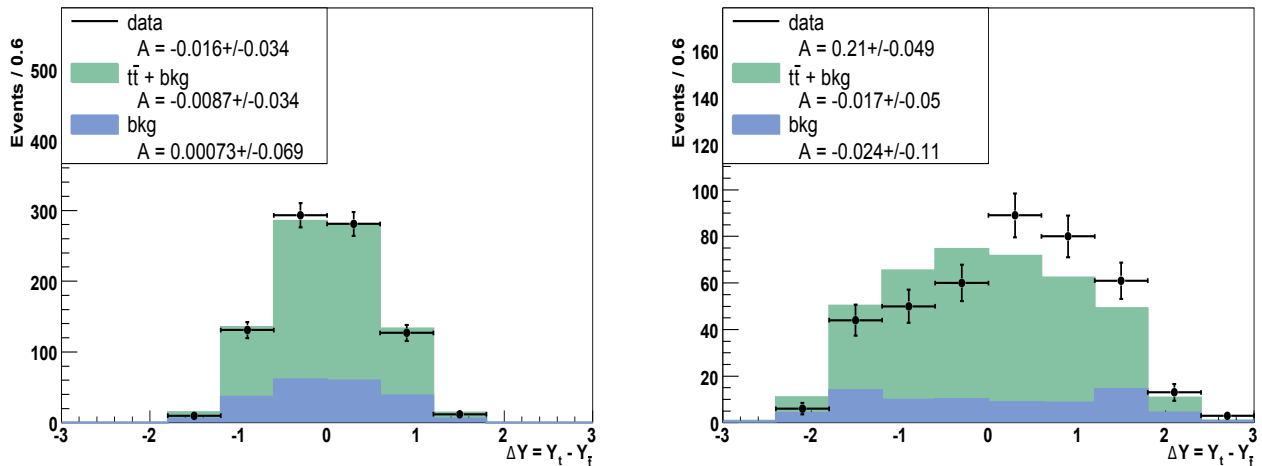 data
A = -0.016+/-0.034
tt̄ + bkg
A = -0.0087+/-0.034
bkg
A = 0.00073+/-0.069
Events / 0.6
500
400
300
200
100
0
-3 -2 -1 0 1 2 3
ΔY = Y_t - Y_t̄
data
A = 0.21+/-0.049
tt̄ + bkg
A = -0.017+/-0.05
bkg
A = -0.024+/-0.11
Events / 0.6
160
140
120
100
80
60
40
20
0
-3 -2 -1 0 1 2 3
ΔY = Y_t - Y_t̄